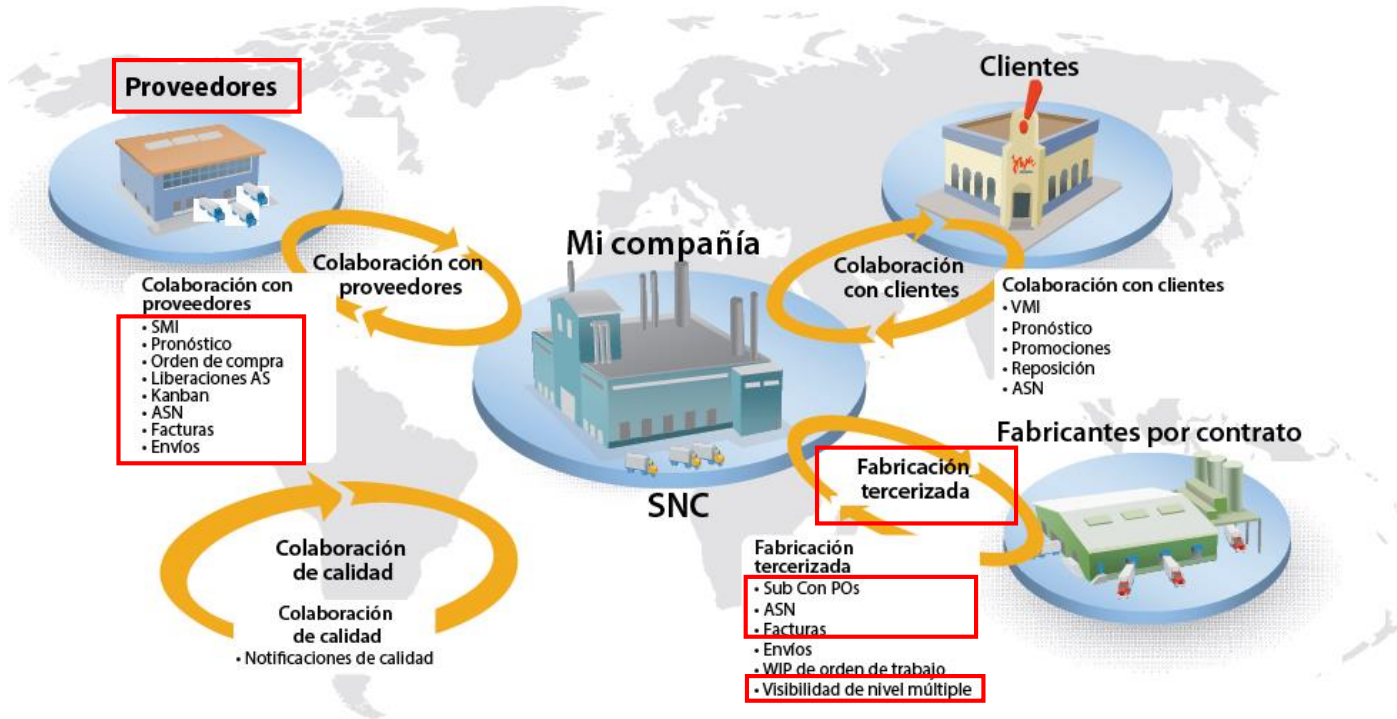 Proveedores
Clientes
Mi compañía
Colaboración con
proveedores
Colaboración
con clientes
Colaboración con
proveedores
• SMI
• Pronóstico
• Orden de compra
• Liberaciones AS
• Kanban
• ASN
• Facturas
• Envíos
Colaboración con clientes
• VMI
• Pronóstico
• Promociones
• Reposición
• ASN
Fabricantes por contrato
Fabricación
tercerizada
SNC
Colaboración
de calidad
Colaboración
de calidad
• Notificaciones de calidad
Fabricación
tercerizada
• Sub Con POs
• ASN
• Facturas
• Envíos
• WIP de orden de trabajo
• Visibilidad de nivel múltiple